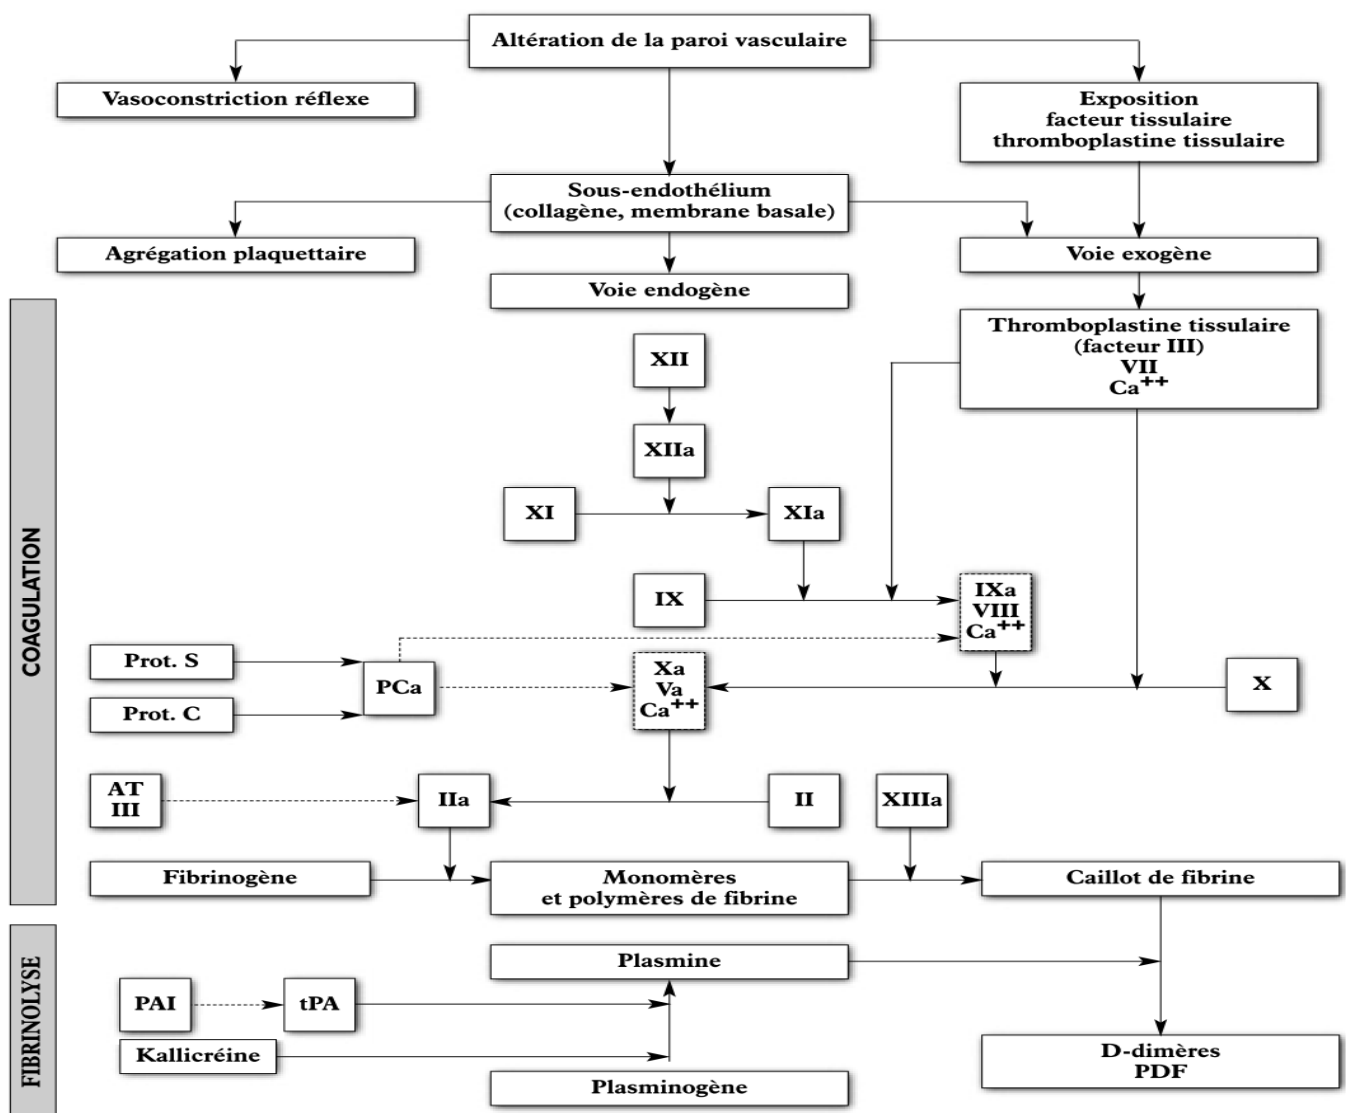 Altération de la paroi vasculaire
Vasoconstriction réflexe
Exposition
facteur tissulaire
thromboplastine tissulaire
Sous-endothélium
(collagène, membrane basale)
Agrégation plaquettaire
Voie exogène
Voie endogène
COAGULATION
Thromboplastine tissulaire
(facteur III)
VII
Ca++
XII
XIIa
XI
XIa
IX
IXa
VIII
Ca++
Prot. S
PCa
Prot. C
Xa
Va
Ca++
X
AT
III
IIa
II
XIIIa
Fibrinogène
Monomères
et polymères de fibrine
Caillot de fibrine
FIBRINOLYSE
Plasmine
PAI
tPA
Kallicréine
Plasminogène
D-dimères
PDF